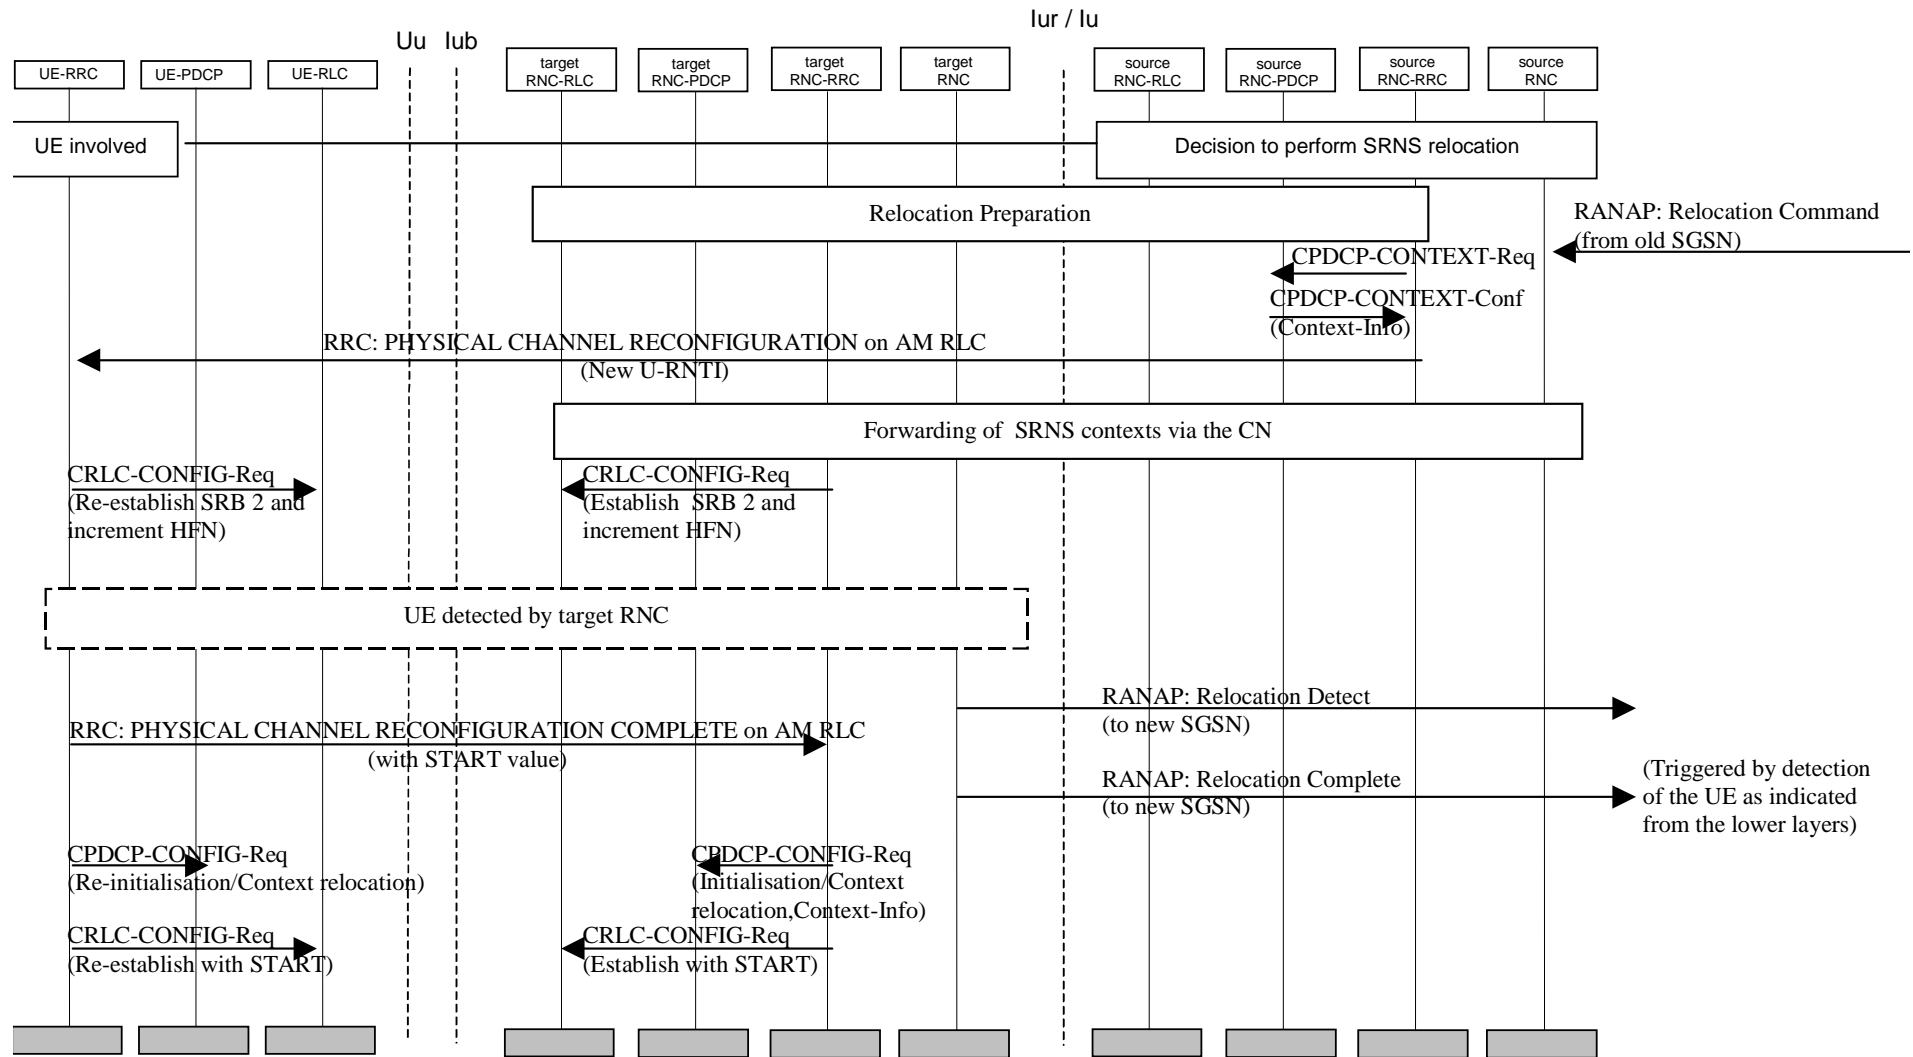 Iur / Iu
Uu Iub
UE-RRC
UE-PDCP
UE-RLC
target
RNC-RLC
target
RNC-PDCP
target
RNC-RRC
target
RNC
source
RNC-RLC
source
RNC-PDCP
source
RNC-RRC
source
RNC
UE involved
Decision to perform SRNS relocation
Relocation Preparation
RANAP: Relocation Command
(from old SGSN)
CPDCP-CONTEXT-Req
CPDCP-CONTEXT-Conf
(Context-Info)
RRC: PHYSICAL CHANNEL RECONFIGURATION on AM RLC
(New U-RNTI)
Forwarding of SRNS contexts via the CN
CRLC-CONFIG-Req
(Re-establish SRB 2 and
increment HFN)
CRLC-CONFIG-Req
(Establish SRB 2 and
increment HFN)
UE detected by target RNC
RANAP: Relocation Detect
(to new SGSN)
RRC: PHYSICAL CHANNEL RECONFIGURATION COMPLETE on AM RLC
(with START value)
RANAP: Relocation Complete
(to new SGSN)
(Triggered by detection
of the UE as indicated
from the lower layers)
CPDCP-CONFIG-Req
(Re-initialisation/Context relocation)
CPDCP-CONFIG-Req
(Initialisation/Context
relocation,Context-Info)
CRLC-CONFIG-Req
(Re-establish with START)
CRLC-CONFIG-Req
(Establish with START)